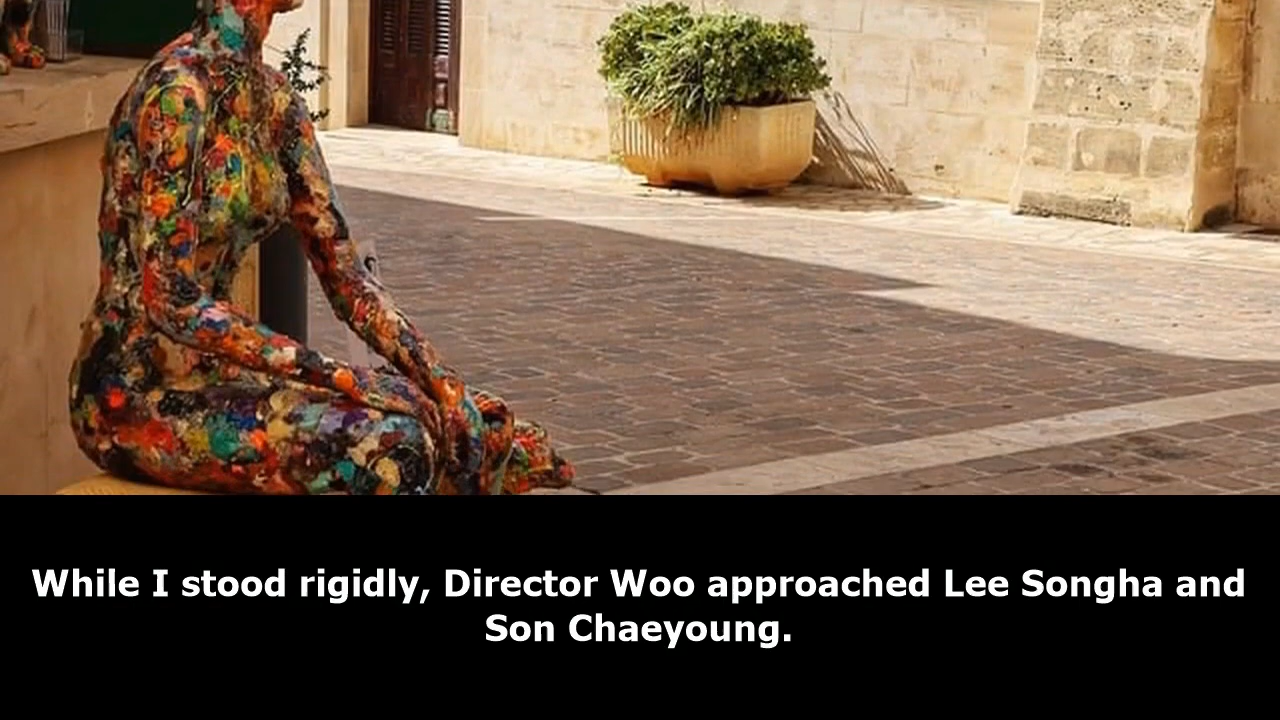 While I stood rigidly, Director Woo approached Lee Songha and
Son Chaeyoung.